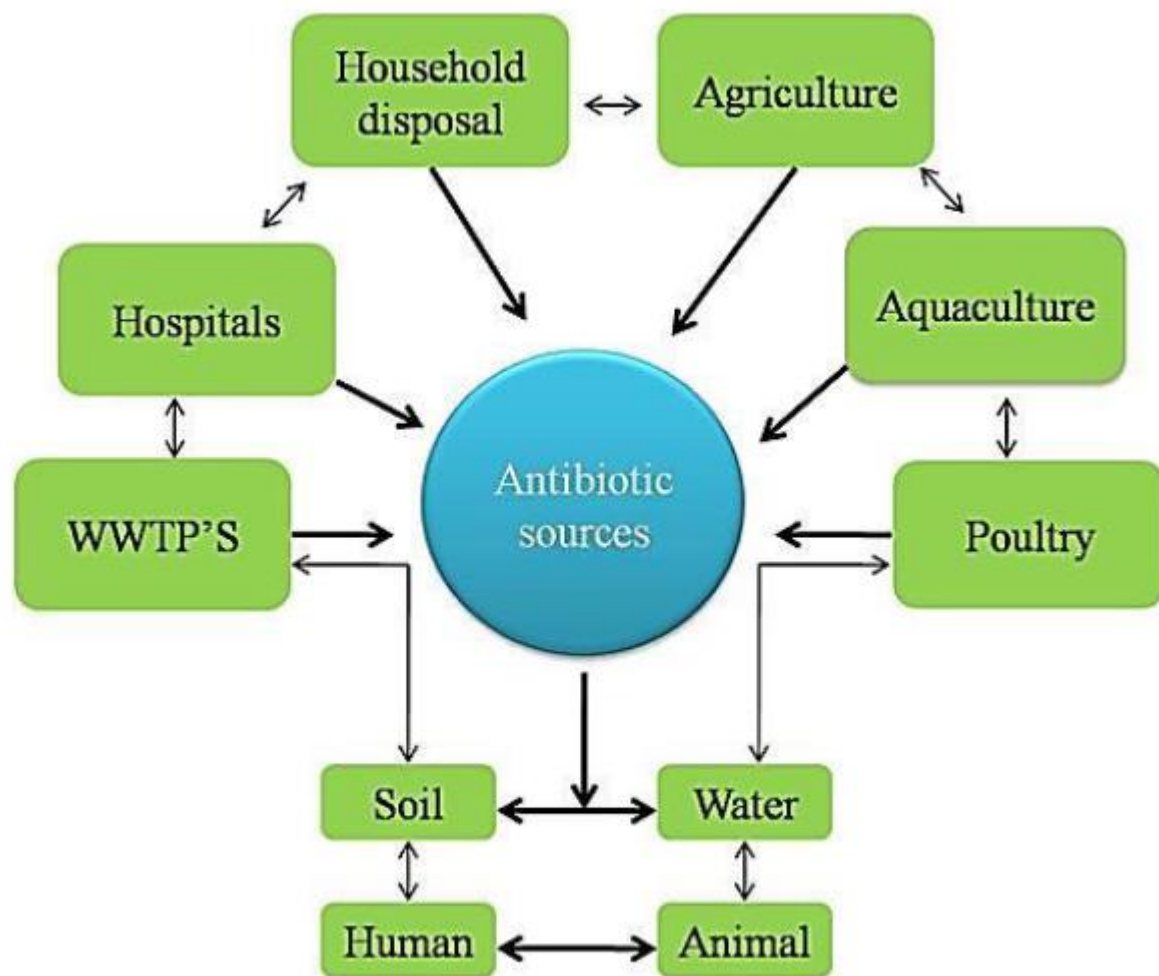 Household
disposal
Agriculture
Hospitals
Aquaculture
WWTP’S
Antibiotic
sources
Poultry
Soil
Water
Human
Animal